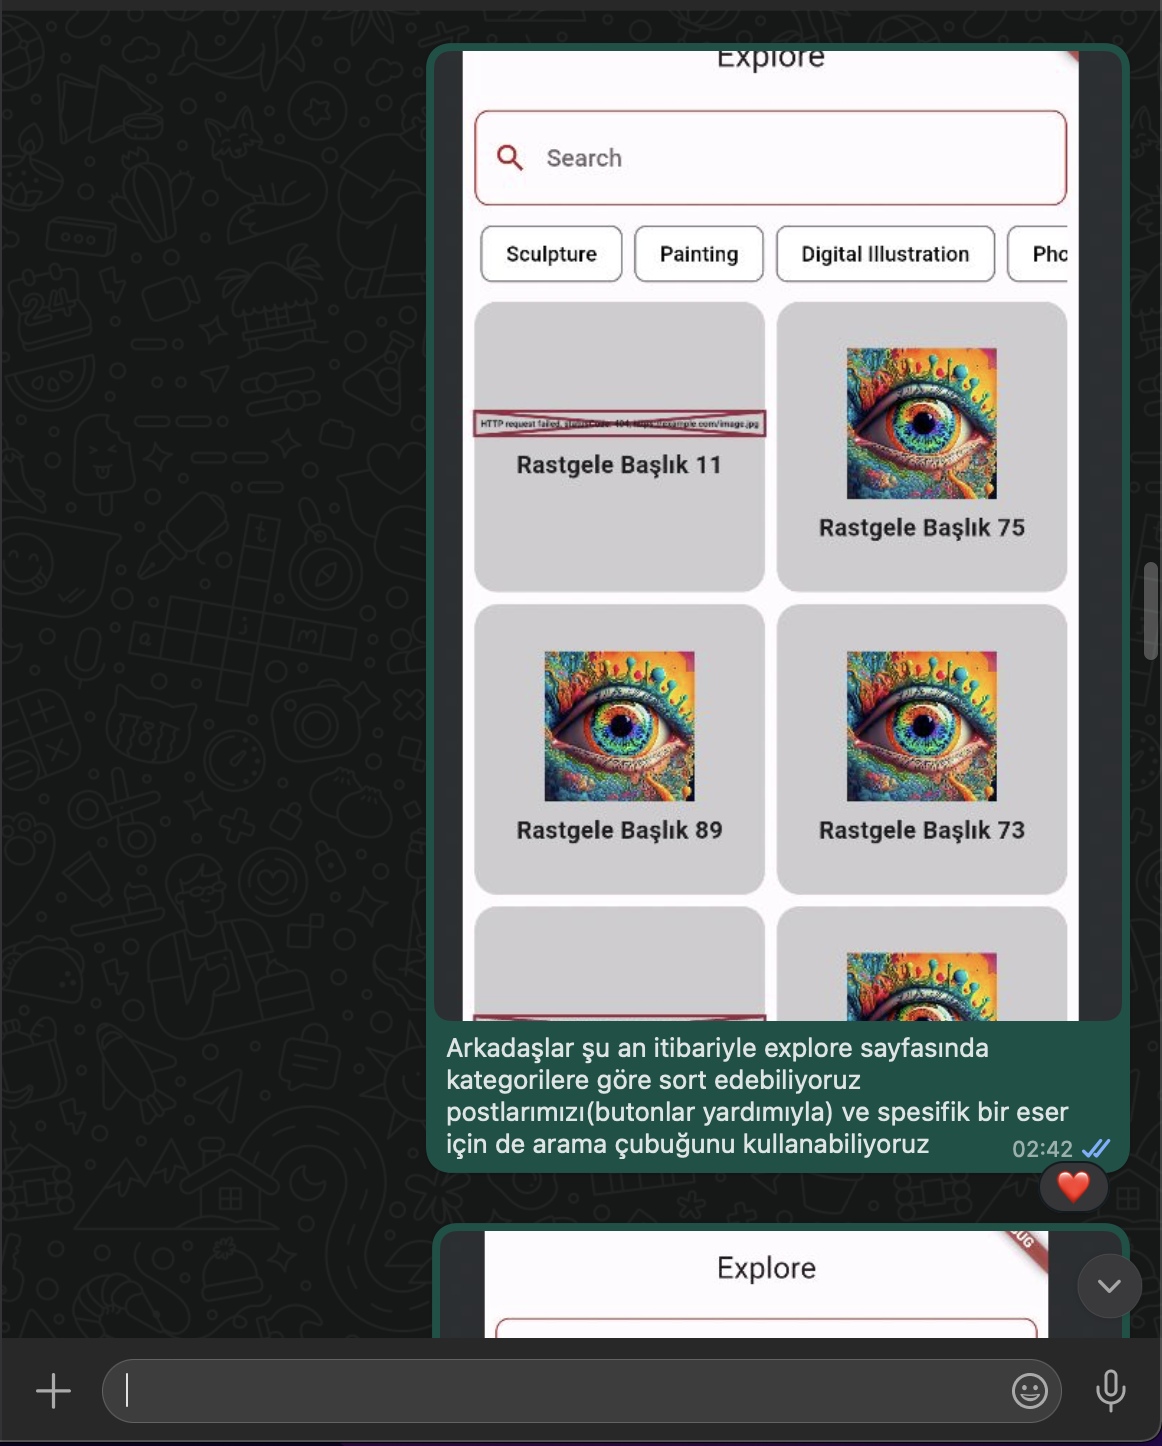 Explore
Search
Sculpture
Painting
Digital Illustration
Pho
HTTP request failed, statusCode: 404, https://example.com/image.jpg
Rastgele Başlık 11
Rastgele Başlık 75
Rastgele Başlık 89
Rastgele Başlık 73
Arkadaşlar şu an itibariyle explore sayfasında
kategorilere göre sort edebiliyoruz
postlarımızı(butonlar yardımıyla) ve spesifik bir eser
için de arama çubuğunu kullanabiliyoruz
02:42
UG
Explore